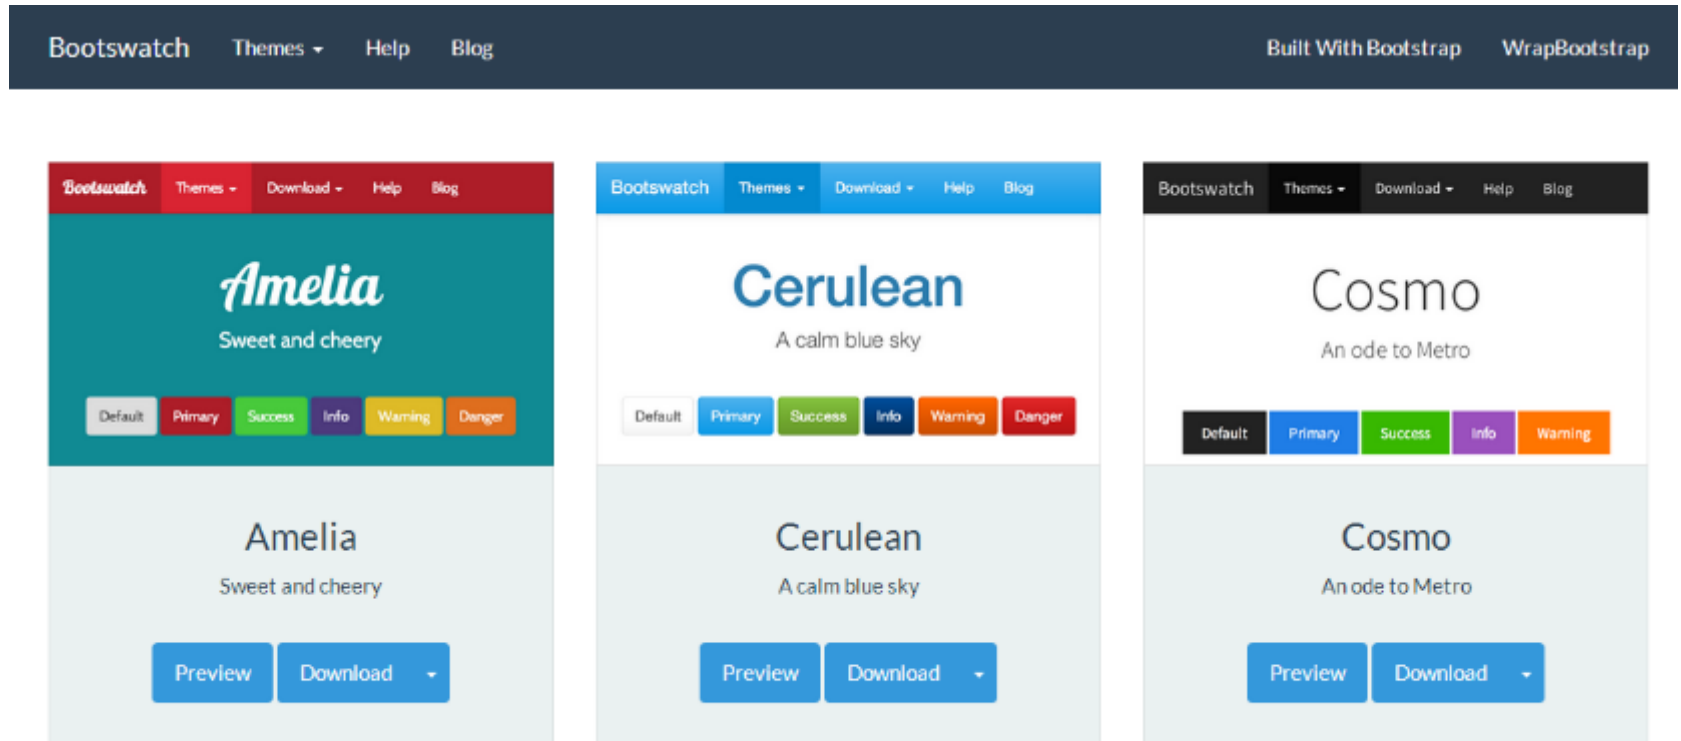 Bootswatch Themes Help Blog Built With Bootstrap WrapBootstrap
Bootswatch Themes Download Help Blog
Amelia
Sweet and cheery
Default Primary Success Info Warning Danger
Amelia
Sweet and cheery
Preview Download
Bootswatch Themes Download Help Blog
Cerulean
A calm blue sky
Default Primary Success Info Warning Danger
Cerulean
A calm blue sky
Preview Download
Bootswatch Themes Download Help Blog
Cosmo
An ode to Metro
Default Primary Success Info Warning
Cosmo
An ode to Metro
Preview Download